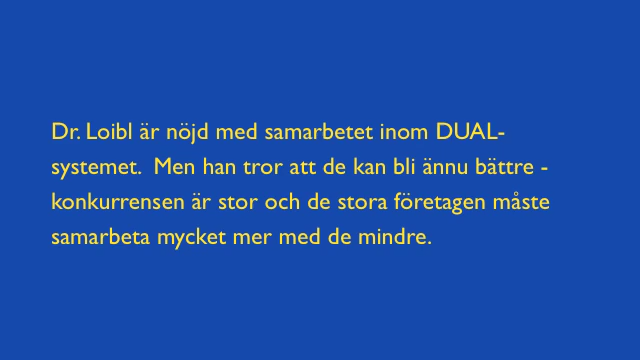 Dr. Loibl är nöjd med samarbetet inom DUAL-
systemet.  Men han tror att de kan bli ännu bättre -
konkurrensen är stor och de stora företagen måste
samarbeta mycket mer med de mindre.